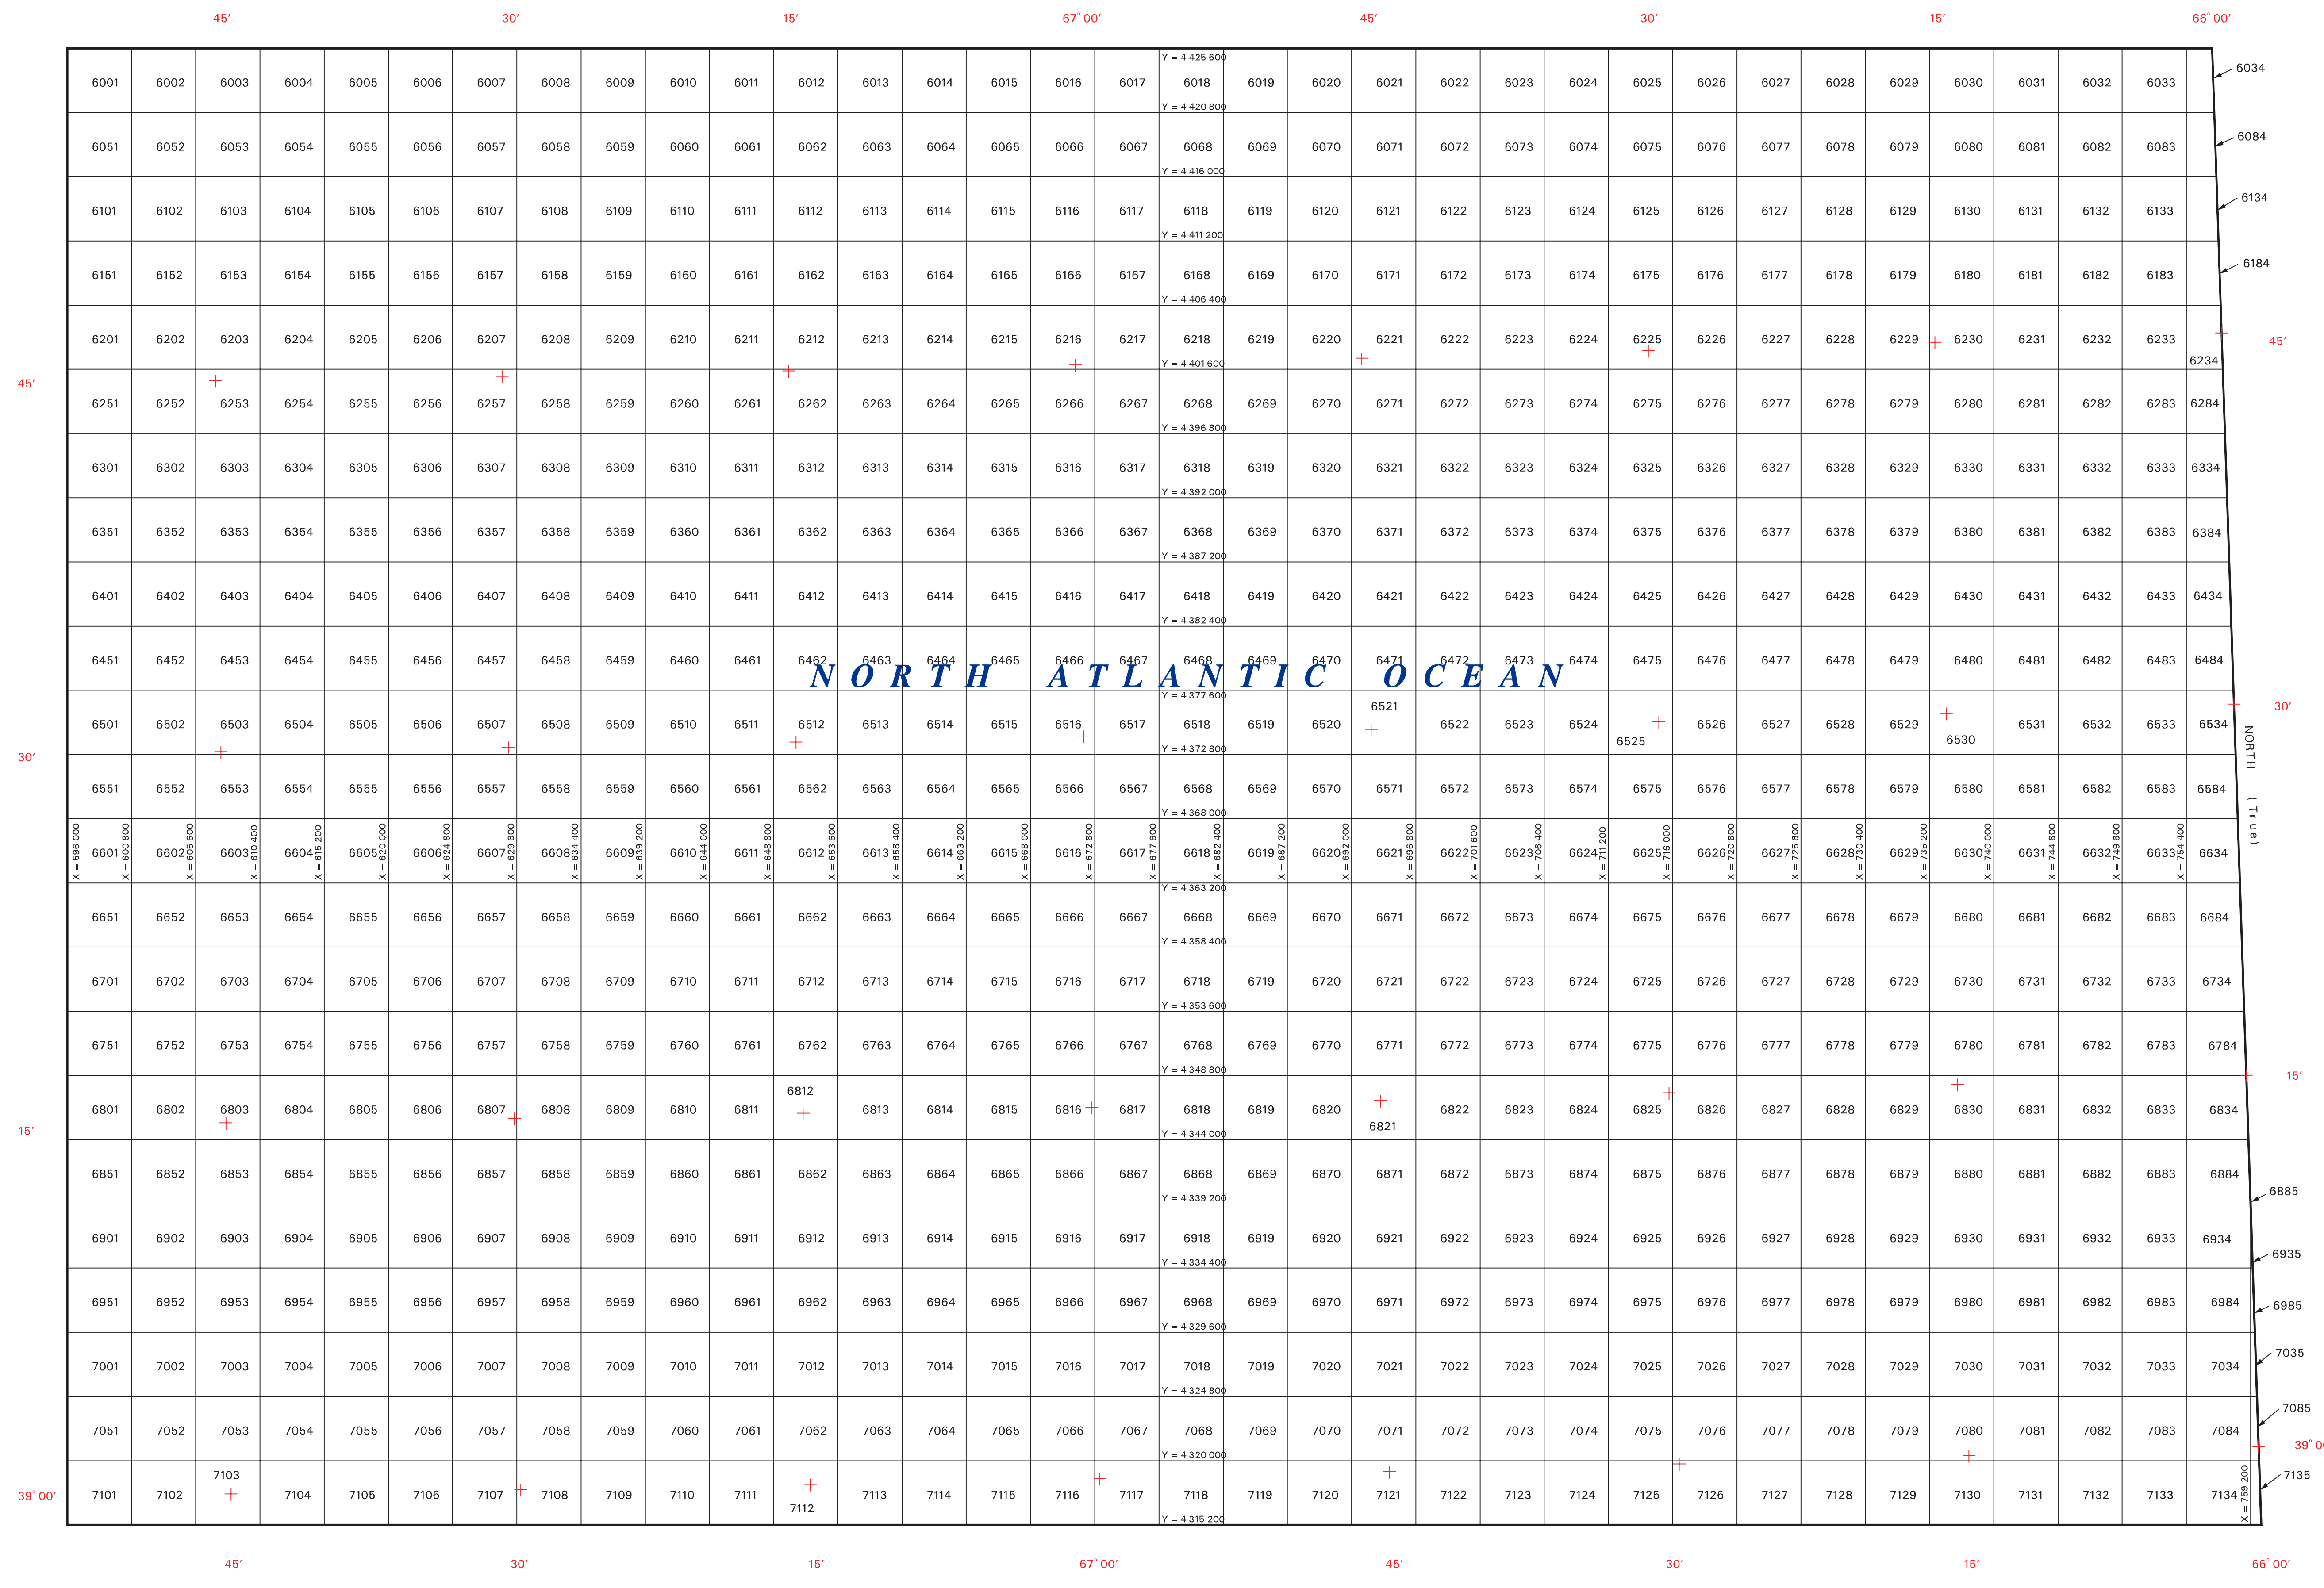 45' 30' 15' 67° 00' 45' 30' 15' 66° 00'
Y = 4 425 600
6001 6002 6003 6004 6005 6006 6007 6008 6009 6010 6011 6012 6013 6014 6015 6016 6017 6018 6019 6020 6021 6022 6023 6024 6025 6026 6027 6028 6029 6030 6031 6032 6033 6034
Y = 4 420 800
6051 6052 6053 6054 6055 6056 6057 6058 6059 6060 6061 6062 6063 6064 6065 6066 6067 6068 6069 6070 6071 6072 6073 6074 6075 6076 6077 6078 6079 6080 6081 6082 6083 6084
Y = 4 416 000
6101 6102 6103 6104 6105 6106 6107 6108 6109 6110 6111 6112 6113 6114 6115 6116 6117 6118 6119 6120 6121 6122 6123 6124 6125 6126 6127 6128 6129 6130 6131 6132 6133 6134
Y = 4 411 200
6151 6152 6153 6154 6155 6156 6157 6158 6159 6160 6161 6162 6163 6164 6165 6166 6167 6168 6169 6170 6171 6172 6173 6174 6175 6176 6177 6178 6179 6180 6181 6182 6183 6184
Y = 4 406 400
6201 6202 6203 6204 6205 6206 6207 6208 6209 6210 6211 6212 6213 6214 6215 6216 6217 6218 6219 6220 6221 6222 6223 6224 6225 6226 6227 6228 6229 6230 6231 6232 6233 6234 45'
Y = 4 401 600
45'
6251 6252 6253 6254 6255 6256 6257 6258 6259 6260 6261 6262 6263 6264 6265 6266 6267 6268 6269 6270 6271 6272 6273 6274 6275 6276 6277 6278 6279 6280 6281 6282 6283 6284
Y = 4 396 800
6301 6302 6303 6304 6305 6306 6307 6308 6309 6310 6311 6312 6313 6314 6315 6316 6317 6318 6319 6320 6321 6322 6323 6324 6325 6326 6327 6328 6329 6330 6331 6332 6333 6334
Y = 4 392 000
6351 6352 6353 6354 6355 6356 6357 6358 6359 6360 6361 6362 6363 6364 6365 6366 6367 6368 6369 6370 6371 6372 6373 6374 6375 6376 6377 6378 6379 6380 6381 6382 6383 6384
Y = 4 387 200
6401 6402 6403 6404 6405 6406 6407 6408 6409 6410 6411 6412 6413 6414 6415 6416 6417 6418 6419 6420 6421 6422 6423 6424 6425 6426 6427 6428 6429 6430 6431 6432 6433 6434
Y = 4 382 400
6451 6452 6453 6454 6455 6456 6457 6458 6459 6460 6461 6462 6463 6464 6465 6466 6467 6468 6469 6470 6471 6472 6473 6474 6475 6476 6477 6478 6479 6480 6481 6482 6483 6484
NORTH ATLANTIC OCEAN
Y = 4 377 600
6501 6502 6503 6504 6505 6506 6507 6508 6509 6510 6511 6512 6513 6514 6515 6516 6517 6518 6519 6520 6521 6522 6523 6524 6525 6526 6527 6528 6529 6530 6531 6532 6533 6534 30'
NORTH (True)
Y = 4 372 800
30'
6551 6552 6553 6554 6555 6556 6557 6558 6559 6560 6561 6562 6563 6564 6565 6566 6567 6568 6569 6570 6571 6572 6573 6574 6575 6576 6577 6578 6579 6580 6581 6582 6583 6584
Y = 4 368 000
X = 596 000 X = 600 800 X = 605 600 X = 610 400 X = 615 200 X = 620 000 X = 624 800 X = 629 600 X = 634 400 X = 639 200 X = 644 000 X = 648 800 X = 653 600 X = 658 400 X = 663 200 X = 668 000 X = 672 800 X = 677 600 X = 682 400 X = 687 200 X = 692 000 X = 696 800 X = 701 600 X = 706 400 X = 711 200 X = 716 000 X = 720 800 X = 725 600 X = 730 400 X = 735 200 X = 740 000 X = 744 800 X = 749 600 X = 754 400
6601 6602 6603 6604 6605 6606 6607 6608 6609 6610 6611 6612 6613 6614 6615 6616 6617 6618 6619 6620 6621 6622 6623 6624 6625 6626 6627 6628 6629 6630 6631 6632 6633 6634
Y = 4 363 200
6651 6652 6653 6654 6655 6656 6657 6658 6659 6660 6661 6662 6663 6664 6665 6666 6667 6668 6669 6670 6671 6672 6673 6674 6675 6676 6677 6678 6679 6680 6681 6682 6683 6684
Y = 4 358 400
6701 6702 6703 6704 6705 6706 6707 6708 6709 6710 6711 6712 6713 6714 6715 6716 6717 6718 6719 6720 6721 6722 6723 6724 6725 6726 6727 6728 6729 6730 6731 6732 6733 6734
Y = 4 353 600
6751 6752 6753 6754 6755 6756 6757 6758 6759 6760 6761 6762 6763 6764 6765 6766 6767 6768 6769 6770 6771 6772 6773 6774 6775 6776 6777 6778 6779 6780 6781 6782 6783 6784
Y = 4 348 800 15'
6801 6802 6803 6804 6805 6806 6807 6808 6809 6810 6811 6812 6813 6814 6815 6816 6817 6818 6819 6820 6821 6822 6823 6824 6825 6826 6827 6828 6829 6830 6831 6832 6833 6834
15'
Y = 4 344 000
6851 6852 6853 6854 6855 6856 6857 6858 6859 6860 6861 6862 6863 6864 6865 6866 6867 6868 6869 6870 6871 6872 6873 6874 6875 6876 6877 6878 6879 6880 6881 6882 6883 6884 6885
Y = 4 339 200
6901 6902 6903 6904 6905 6906 6907 6908 6909 6910 6911 6912 6913 6914 6915 6916 6917 6918 6919 6920 6921 6922 6923 6924 6925 6926 6927 6928 6929 6930 6931 6932 6933 6934 6935
Y = 4 334 400
6951 6952 6953 6954 6955 6956 6957 6958 6959 6960 6961 6962 6963 6964 6965 6966 6967 6968 6969 6970 6971 6972 6973 6974 6975 6976 6977 6978 6979 6980 6981 6982 6983 6984 6985
Y = 4 329 600
7001 7002 7003 7004 7005 7006 7007 7008 7009 7010 7011 7012 7013 7014 7015 7016 7017 7018 7019 7020 7021 7022 7023 7024 7025 7026 7027 7028 7029 7030 7031 7032 7033 7034 7035
Y = 4 324 800
7051 7052 7053 7054 7055 7056 7057 7058 7059 7060 7061 7062 7063 7064 7065 7066 7067 7068 7069 7070 7071 7072 7073 7074 7075 7076 7077 7078 7079 7080 7081 7082 7083 7084 7085
Y = 4 320 000 39° 0
39° 00' 7101 7102 7103 7104 7105 7106 7107 7108 7109 7110 7111 7112 7113 7114 7115 7116 7117 7118 7119 7120 7121 7122 7123 7124 7125 7126 7127 7128 7129 7130 7131 7132 7133 7134 X = 759 200 7135
Y = 4 315 200
45' 30' 15' 67° 00' 45' 30' 15' 66° 00'